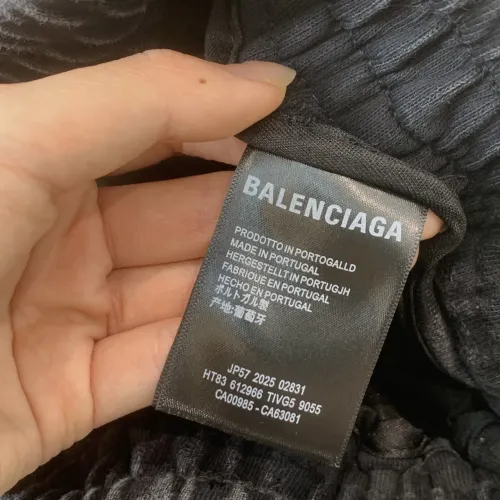 BALENCIAGA
PRODOTTO IN PORTOGALLD
MADE IN PORTUGAL
HERGESTELLT IN PORTUGJH
FABRIQUE EN PORTUGAL
HECHO EN PORTUGAL
ポルトガル製
产地:葡萄牙
JP57 2025 02831
HT83 612966 TIVG5 9055
CA00985-CA63081